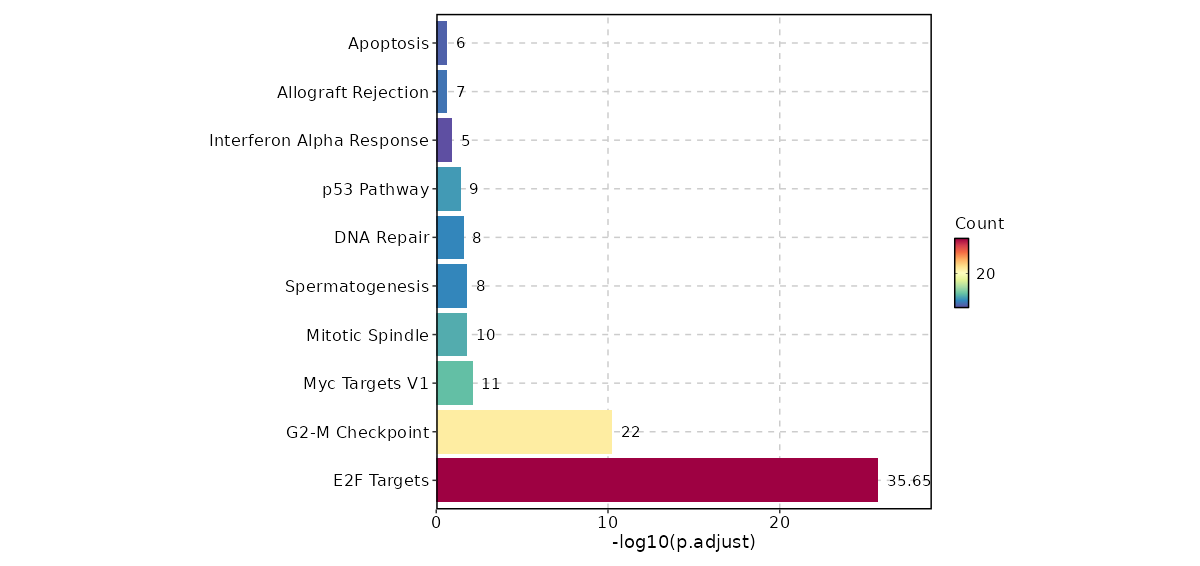 Apoptosis 6
Allograft Rejection 7
Interferon Alpha Response 5
p53 Pathway 9
DNA Repair 8
Spermatogenesis 8
Mitotic Spindle 10
Myc Targets V1 11
G2-M Checkpoint 22
E2F Targets 35.65
0 10 20
-log10(p.adjust)
Count
20